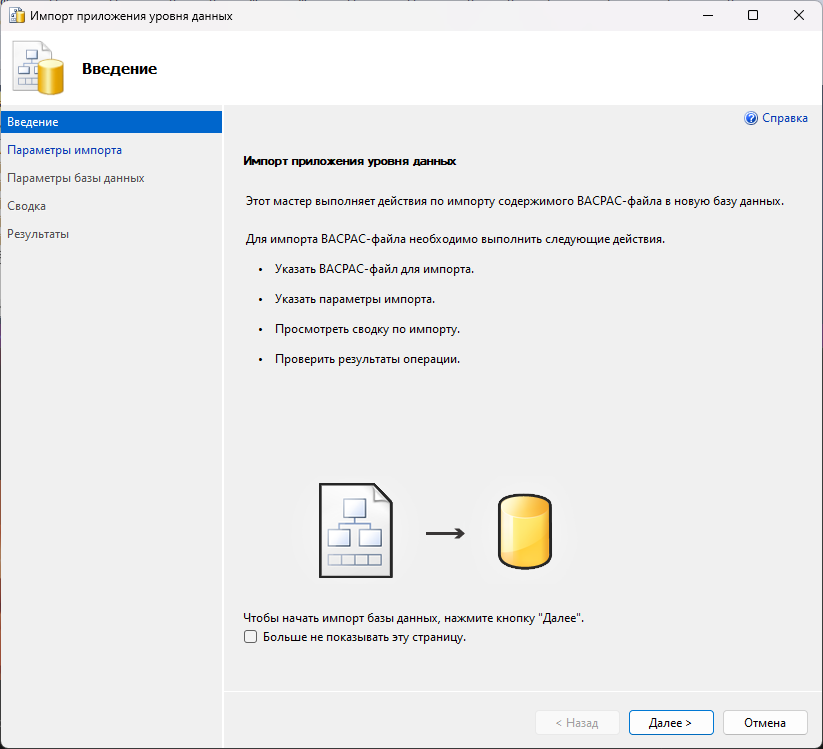 Импорт приложения уровня данных
Введение
Введение
Параметры импорта
Параметры базы данных
Сводка
Результаты
Справка
Импорт приложения уровня данных
Этот мастер выполняет действия по импорту содержимого BACPAC-файла в новую базу данных.
Для импорта BACPAC-файла необходимо выполнить следующие действия.
• Указать BACPAC-файл для импорта.
• Указать параметры импорта.
• Просмотреть сводку по импорту.
• Проверить результаты операции.
Чтобы начать импорт базы данных, нажмите кнопку "Далее".
Больше не показывать эту страницу.
< Назад
Далее >
Отмена